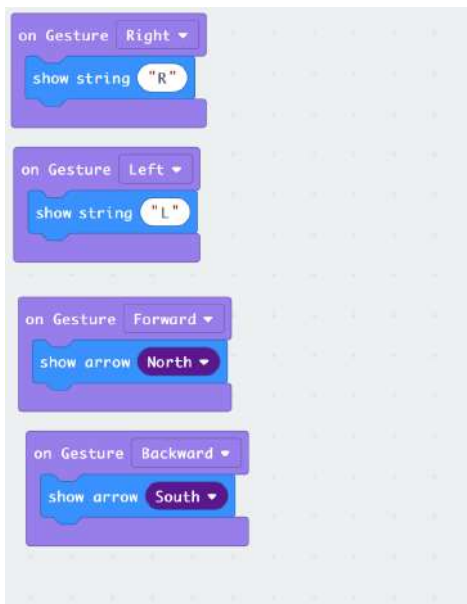 on Gesture Right
show string "R"
on Gesture Left
show string "L"
on Gesture Forward
show arrow North
on Gesture Backward
show arrow South